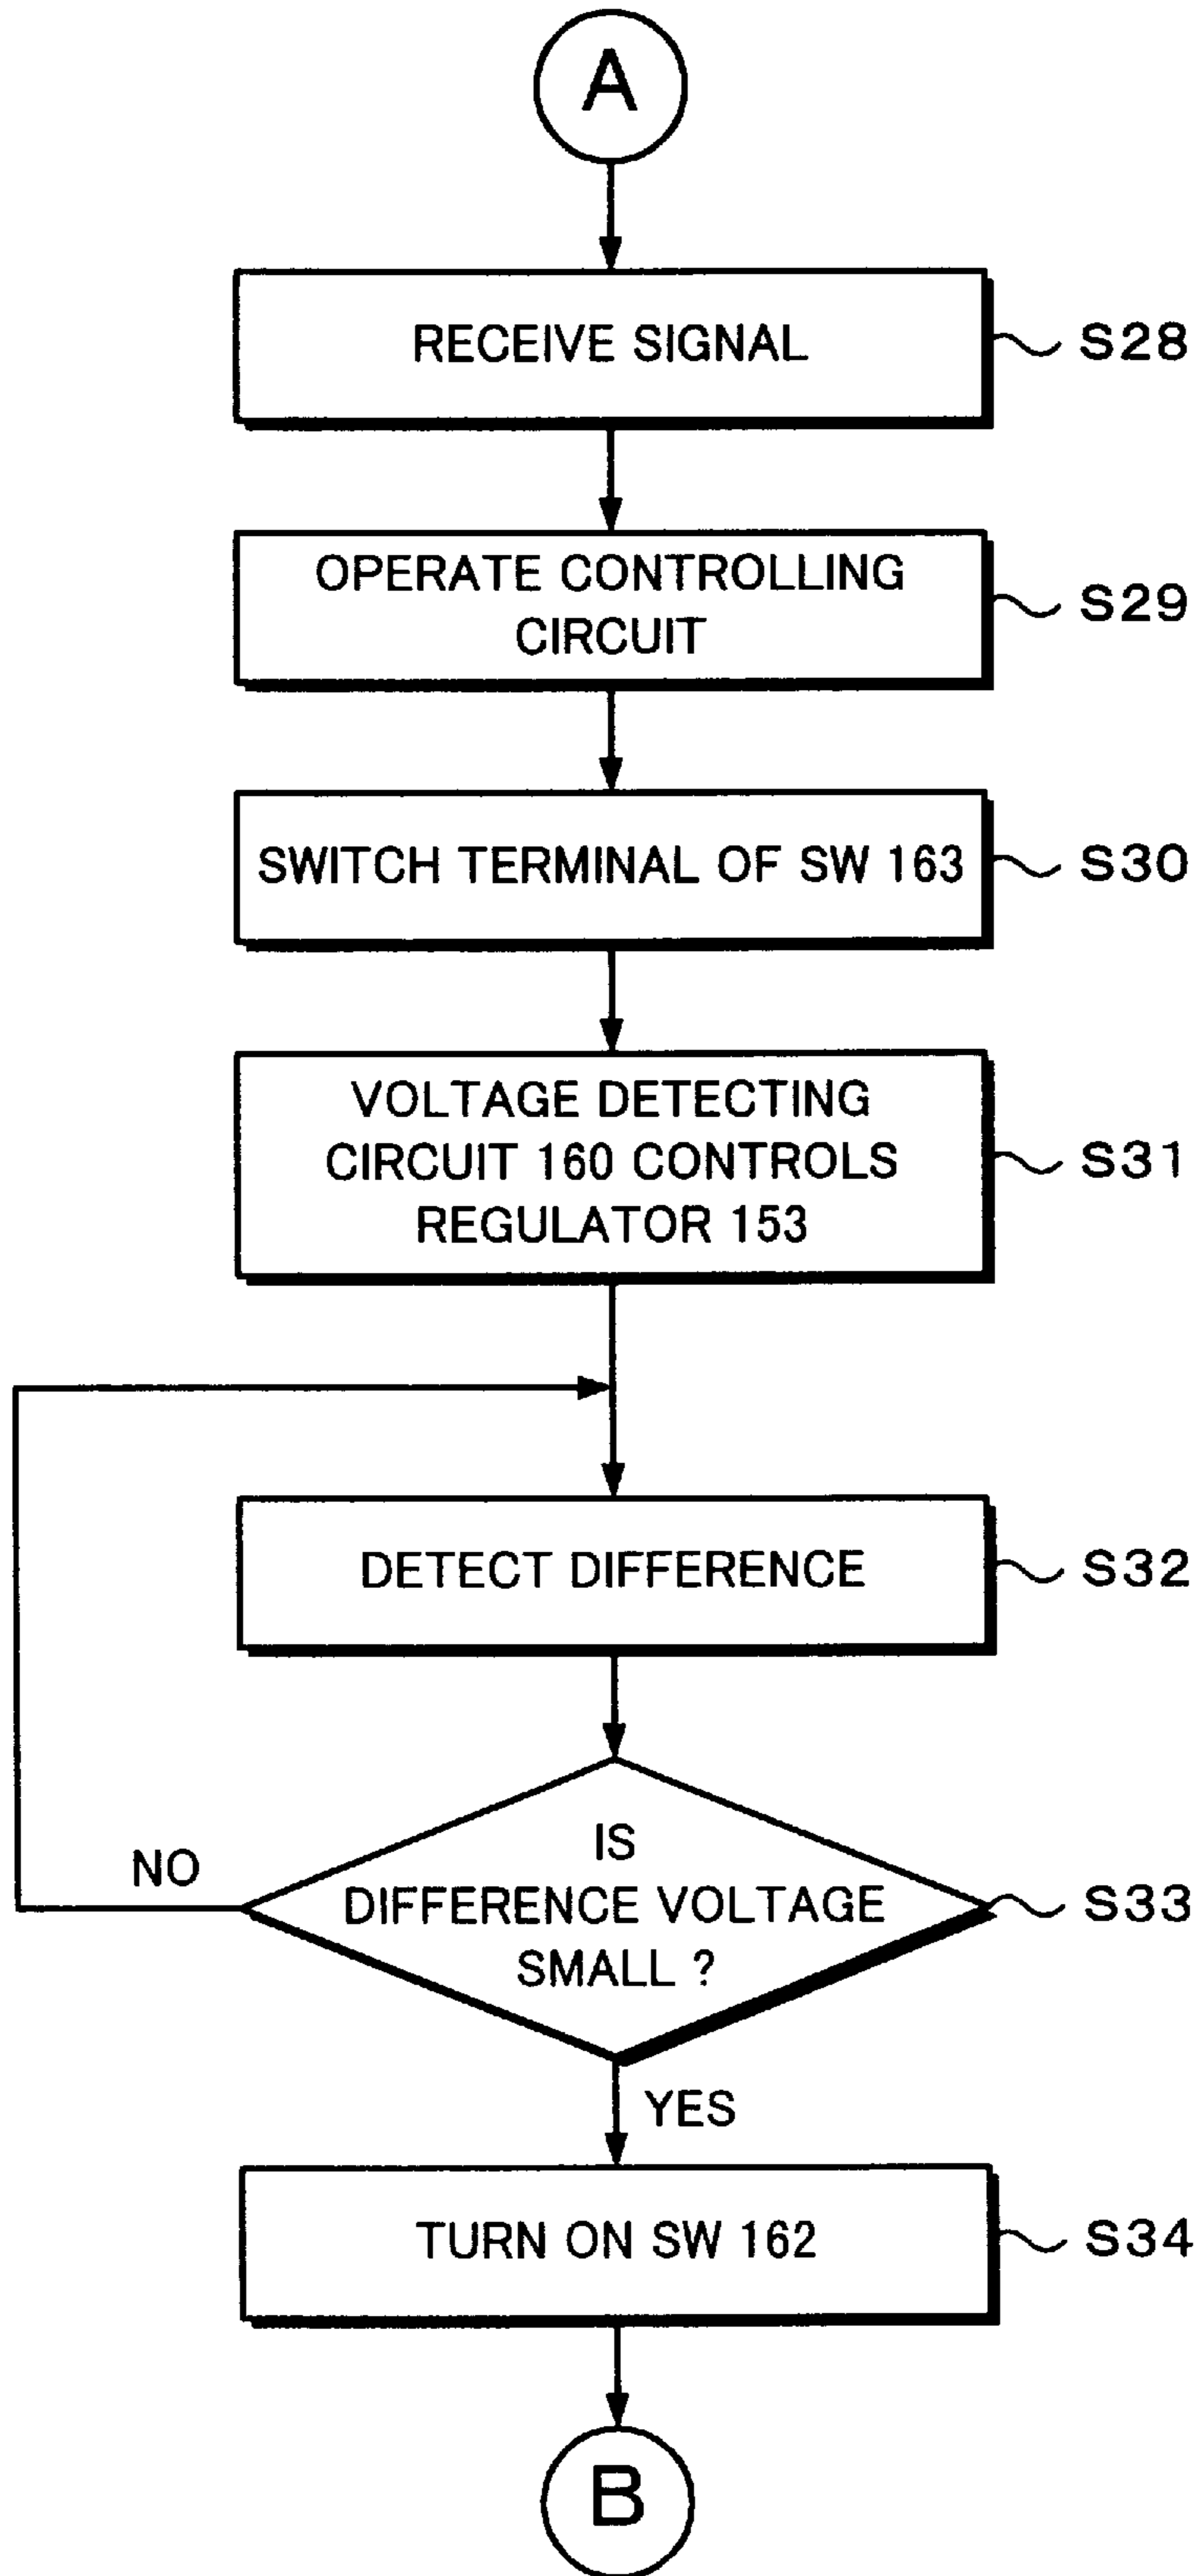 A
RECEIVE SIGNAL
S28
OPERATE CONTROLLING
CIRCUIT
S29
SWITCH TERMINAL OF SW 163
S30
VOLTAGE DETECTING
CIRCUIT 160 CONTROLS
REGULATOR 153
S31
DETECT DIFFERENCE
S32
NO
IS
DIFFERENCE VOLTAGE
SMALL ?
S33
YES
TURN ON SW 162
S34
B